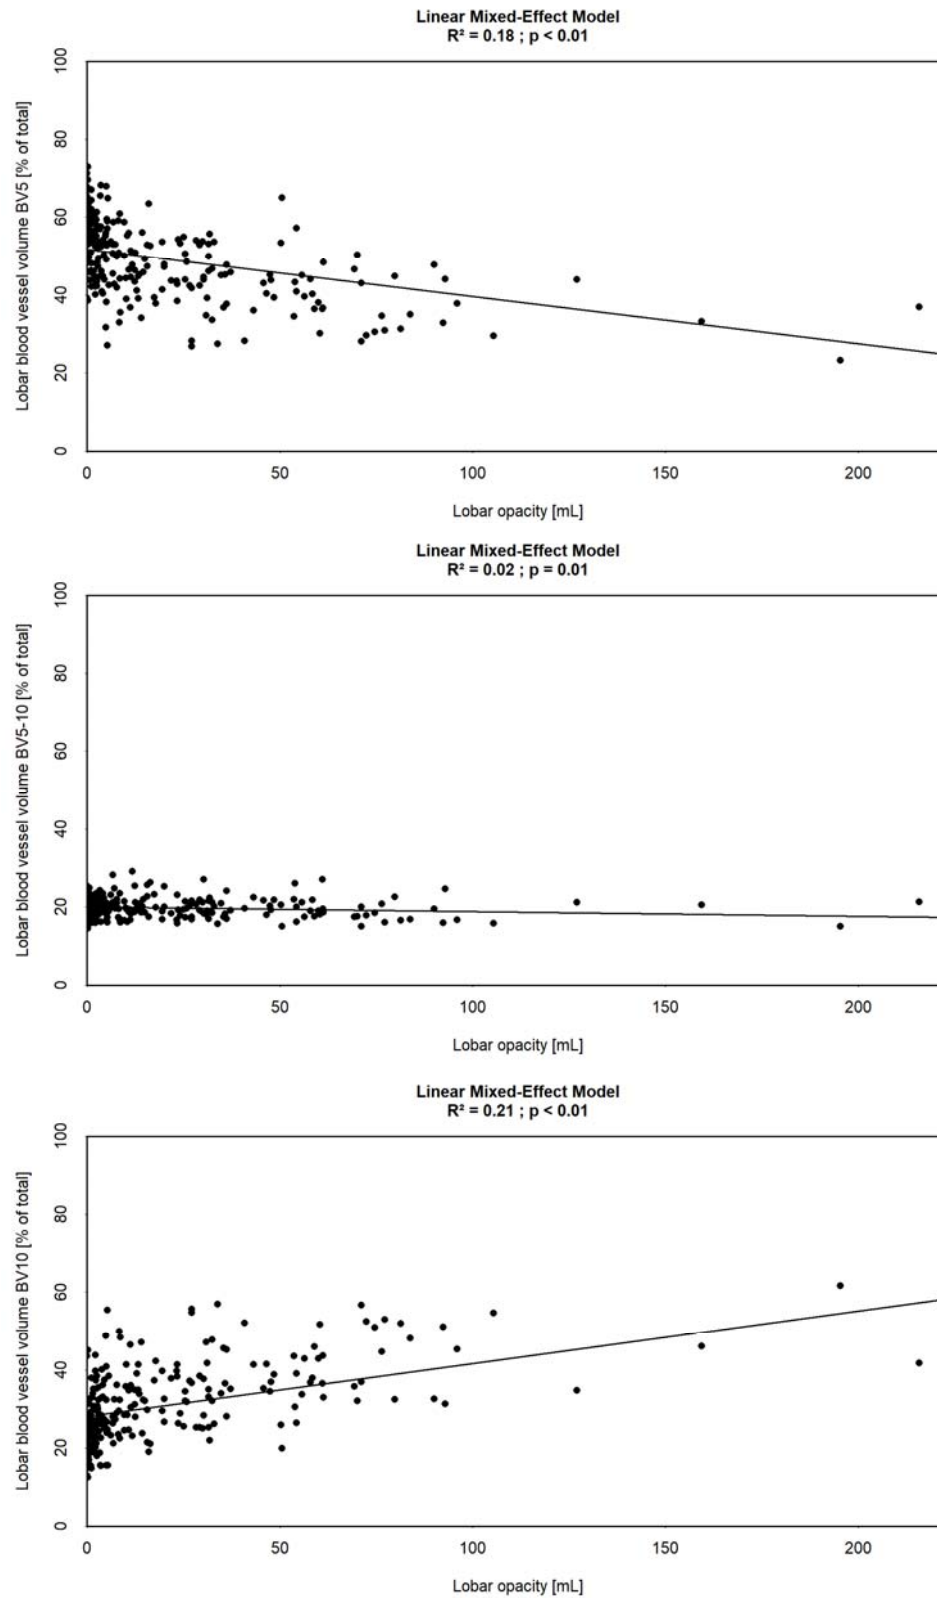 Linear Mixed-Effect Model
R² = 0.18 ; p < 0.01
Lobar blood vessel volume BV5 [% of total]
100
80
60
40
20
0
0 50 100 150 200
Lobar opacity [mL]
Linear Mixed-Effect Model
R² = 0.02 ; p = 0.01
Lobar blood vessel volume BV5-10 [% of total]
100
80
60
40
20
0
0 50 100 150 200
Lobar opacity [mL]
Linear Mixed-Effect Model
R² = 0.21 ; p < 0.01
Lobar blood vessel volume BV10 [% of total]
100
80
60
40
20
0
0 50 100 150 200
Lobar opacity [mL]